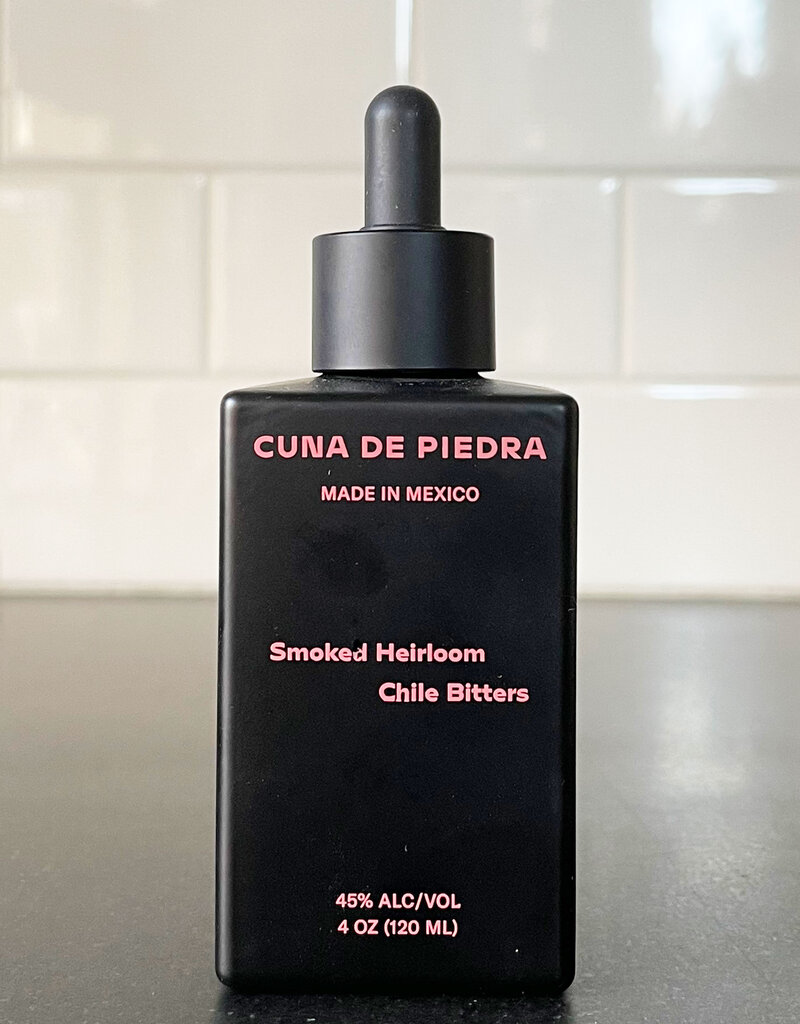 CUNA DE PIEDRA
MADE IN MEXICO
Smoked Heirloom
Chile Bitters
45% ALC/VOL
4 OZ (120 ML)